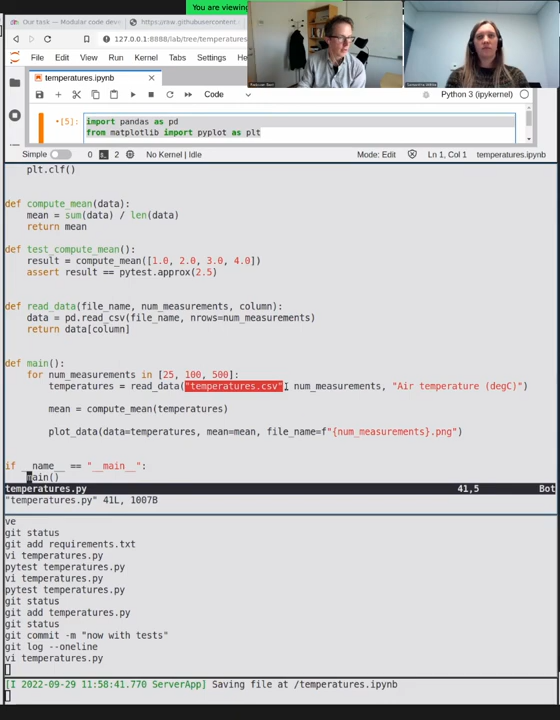 You are viewing
Our task — Modular code dev
https://rsw.githubusercontent.
127.0.0.1:8888/lab/tree/temperatures
File Edit View Run Kernel Tabs Settings
temperatures.ipynb
Code
Python 3 (ipykernel)
[5]:
import pandas as pd
from matplotlib import pyplot as plt
Simple 0 2 No Kernel | Idle Mode: Edit Ln 1, Col 1 temperatures.ipynb
plt.clf()
def compute_mean(data):
mean = sum(data) / len(data)
return mean
def test_compute_mean():
result = compute_mean([1.0, 2.0, 3.0, 4.0])
assert result == pytest.approx(2.5)
def read_data(file_name, num_measurements, column):
data = pd.read_csv(file_name, nrows=num_measurements)
return data[column]
def main():
for num_measurements in [25, 100, 500]:
temperatures = read_data("temperatures.csv", num_measurements, "Air temperature (degC)")
mean = compute_mean(temperatures)
plot_data(data=temperatures, mean=mean, file_name=f"{num_measurements}.png")
if __name__ == "__main__":
main()
temperatures.py 41,5 Bot
"temperatures.py" 41L, 1007B
ve
git status
git add requirements.txt
vi temperatures.py
pytest temperatures.py
vi temperatures.py
pytest temperatures.py
git status
git add temperatures.py
git status
git commit -m "now with tests"
git log --oneline
vi temperatures.py
[I 2022-09-29 11:58:41.770 ServerApp] Saving file at /temperatures.ipynb